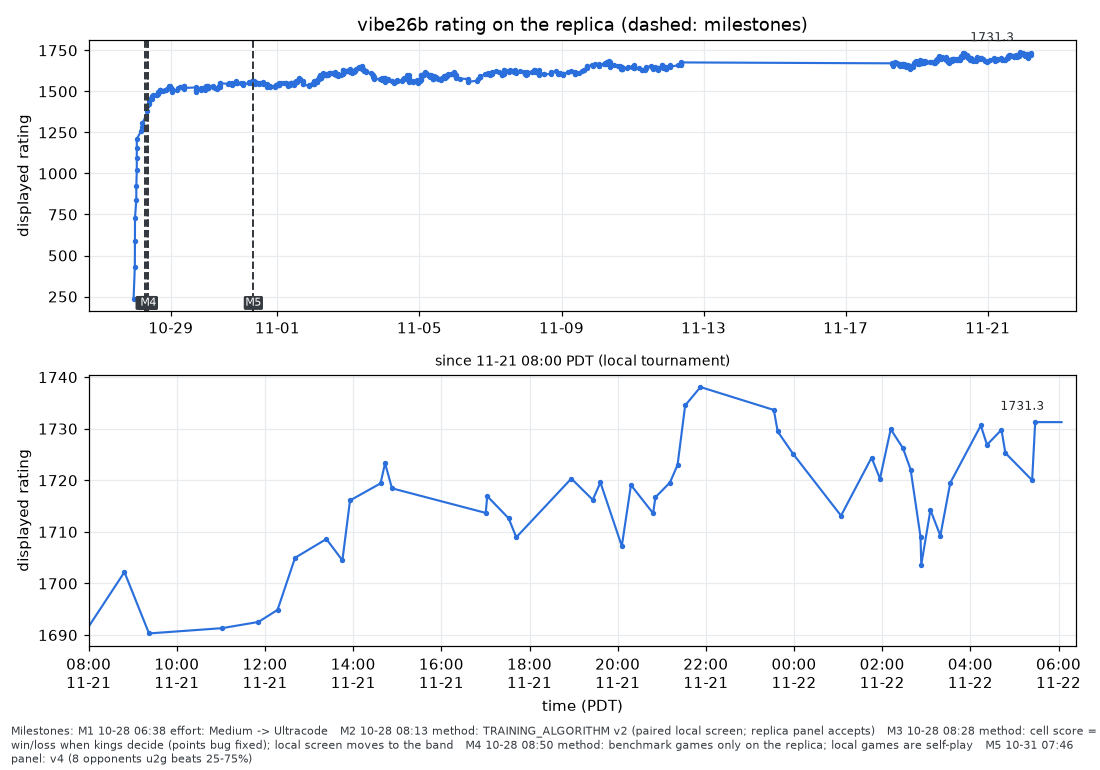 vibe26b rating on the replica (dashed: milestones)
1731.3
1750
1500
1250
1000
750
500
250
displayed rating
M4
M5
10-29
11-01
11-05
11-09
11-13
11-17
11-21
since 11-21 08:00 PDT (local tournament)
1740
1730
1720
1710
1700
1690
displayed rating
1731.3
08:00 10:00 12:00 14:00 16:00 18:00 20:00 22:00 00:00 02:00 04:00 06:00
11-21 11-21 11-21 11-21 11-21 11-21 11-21 11-21 11-22 11-22 11-22 11-22
time (PDT)
Milestones: M1 10-28 06:38 effort: Medium -> Ultracode M2 10-28 08:13 method: TRAINING_ALGORITHM v2 (paired local screen; replica panel accepts) M3 10-28 08:28 method: cell score =
win/loss when kings decide (points bug fixed); local screen moves to the band M4 10-28 08:50 method: benchmark games only on the replica; local games are self-play M5 10-31 07:46
panel: v4 (8 opponents u2g beats 25-75%)